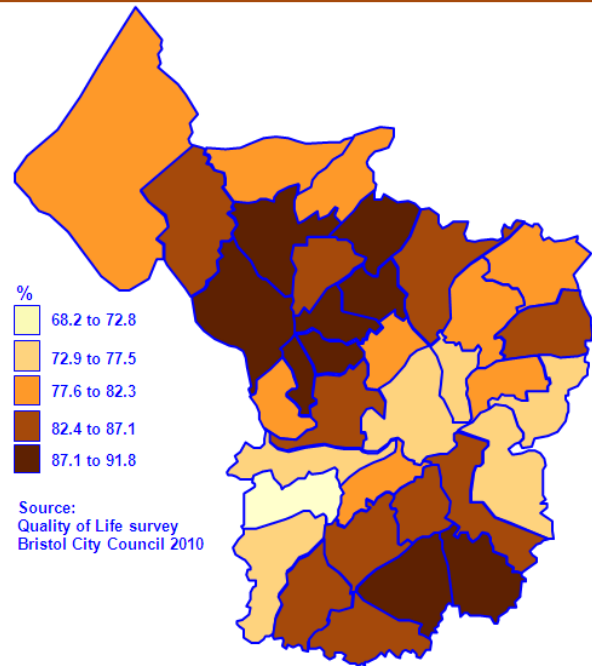 %
68.2 to 72.8
72.9 to 77.5
77.6 to 82.3
82.4 to 87.1
87.1 to 91.8
Source:
Quality of Life survey
Bristol City Council 2010